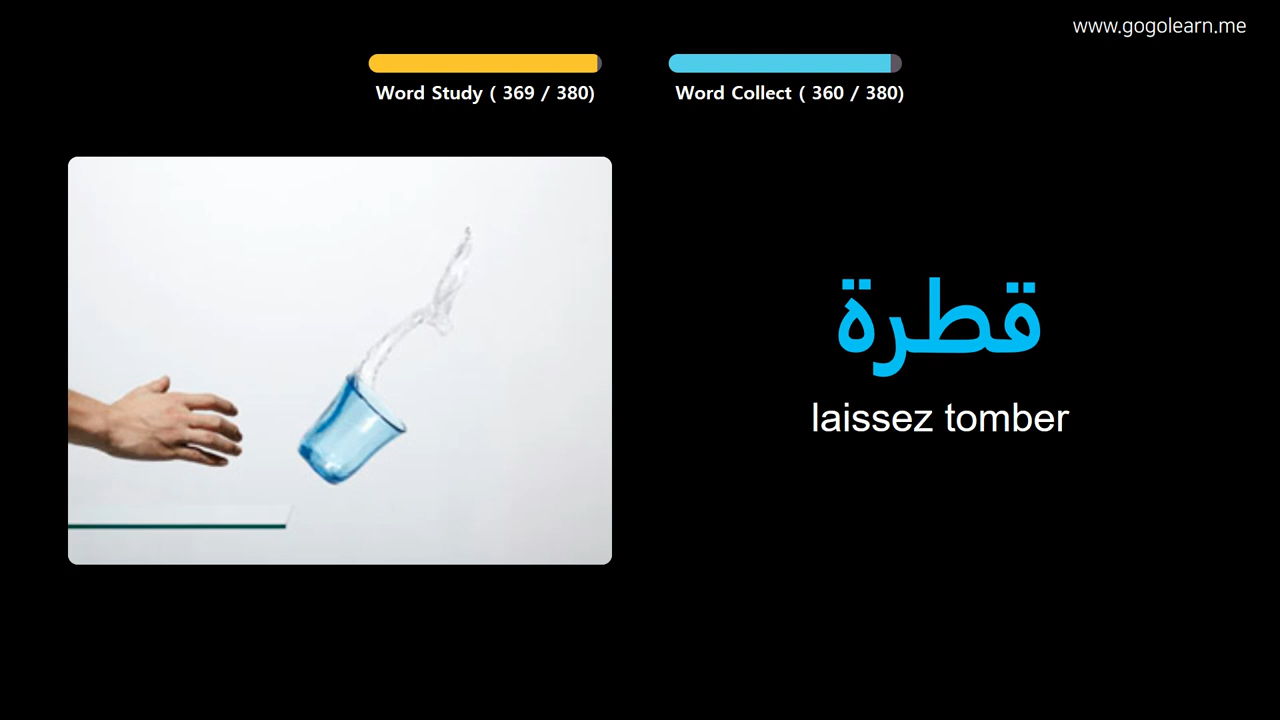 www.gogolearn.me
Word Study ( 369 / 380)
Word Collect ( 360 / 380)
قطرة
laissez tomber